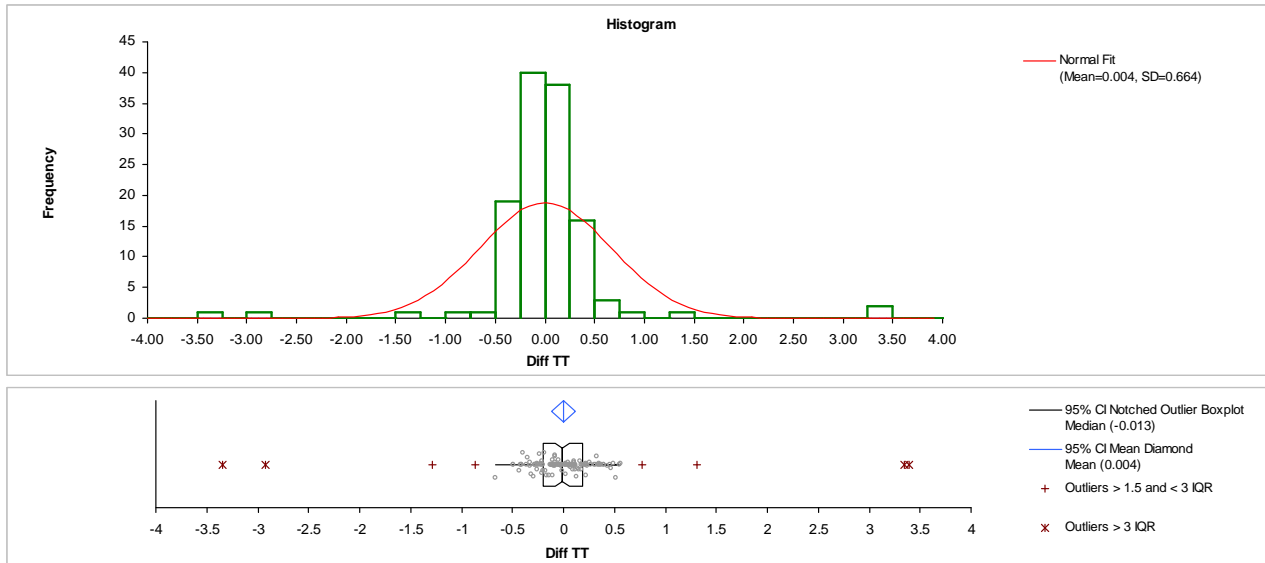 Histogram
45
40
35
30
25
20
15
10
5
0
Frequency
-4.00 -3.50 -3.00 -2.50 -2.00 -1.50 -1.00 -0.50 0.00 0.50 1.00 1.50 2.00 2.50 3.00 3.50 4.00
Diff TT
Normal Fit
(Mean=0.004, SD=0.664)
-4 -3.5 -3 -2.5 -2 -1.5 -1 -0.5 0 0.5 1 1.5 2 2.5 3 3.5 4
Diff TT
95% CI Notched Outlier Boxplot
Median (-0.013)
95% CI Mean Diamond
Mean (0.004)
Outliers > 1.5 and < 3 IQR
Outliers > 3 IQR